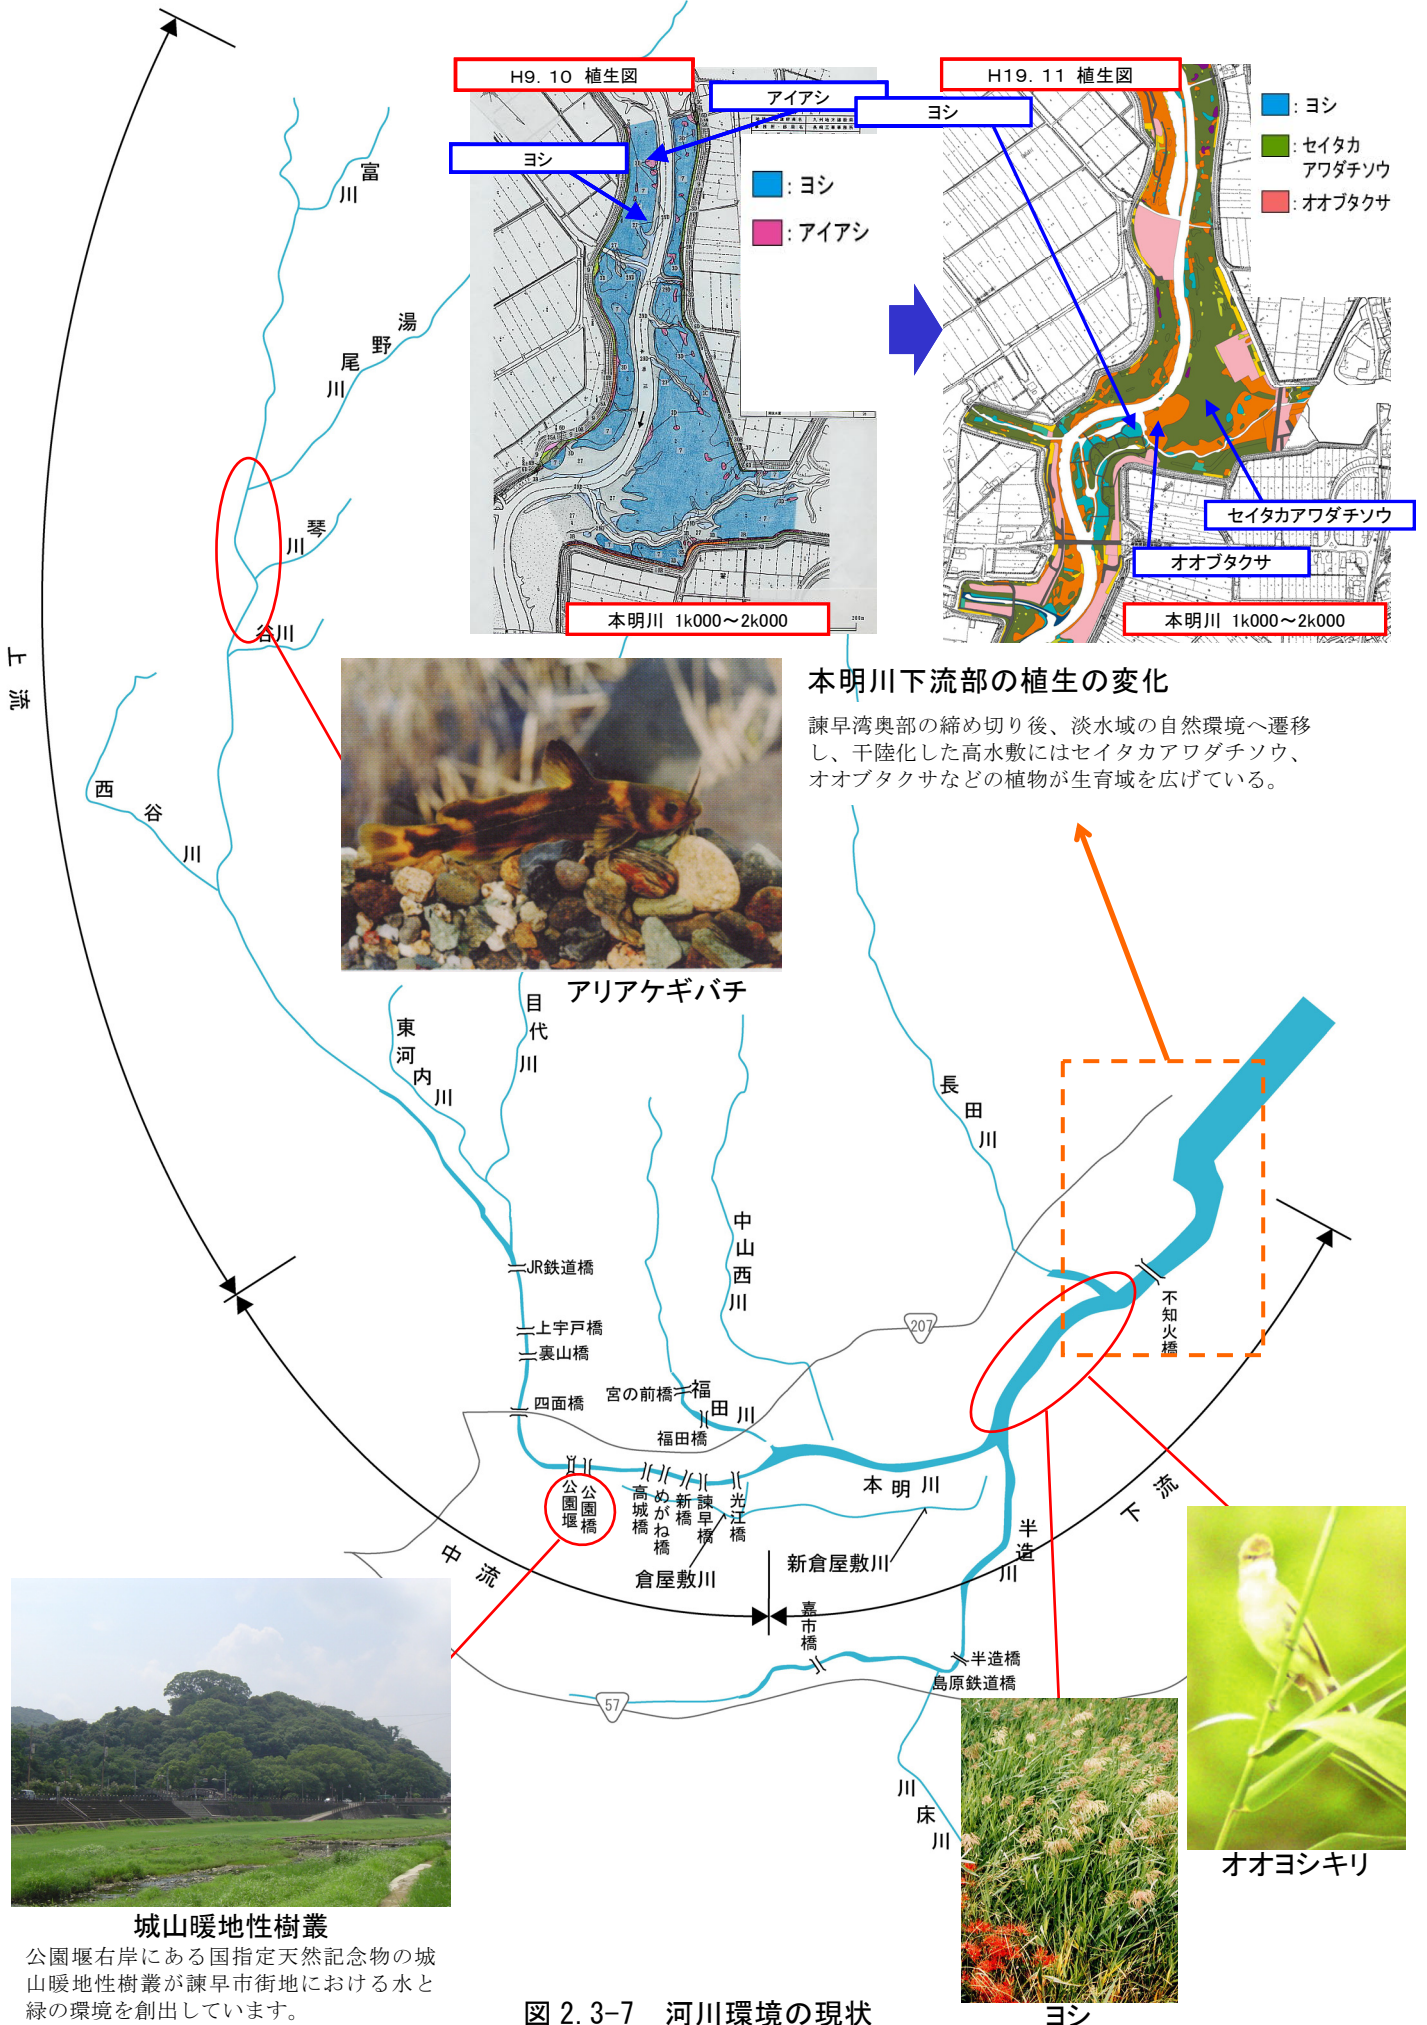 H9.10 植生図
アイアシ
ヨシ
ヨシ
: ヨシ
: アイアシ
本明川 1k000～2k000
H19.11 植生図
: ヨシ
: セイタカ
アワダチソウ
: オオブタクサ
セイタカアワダチソウ
オオブタクサ
本明川 1k000～2k000
本明川下流部の植生の変化
諫早湾奥部の締め切り後、淡水域の自然環境へ遷移
し、干陸化した高水敷にはセイタカアワダチソウ、
オオブタクサなどの植物が生育域を広げている。
富川
湯野尾川
琴川
谷川
上流
西谷川
アリアケギバチ
東河内川
目代川
長田川
中山西川
JR鉄道橋
上宇戸橋
裏山橋
四面橋
宮の前橋
福田川
福田橋
207
不知火橋
公園堰
公園橋
高城橋
めがね橋
新橋
諫早橋
光江橋
本明川
倉屋敷川
新倉屋敷川
半造川
中流
下流
嘉市橋
半造橋
島原鉄道橋
57
川床川
オオヨシキリ
ヨシ
城山暖地性樹叢
公園堰右岸にある国指定天然記念物の城
山暖地性樹叢が諫早市街地における水と
緑の環境を創出しています。
図 2.3-7 河川環境の現状